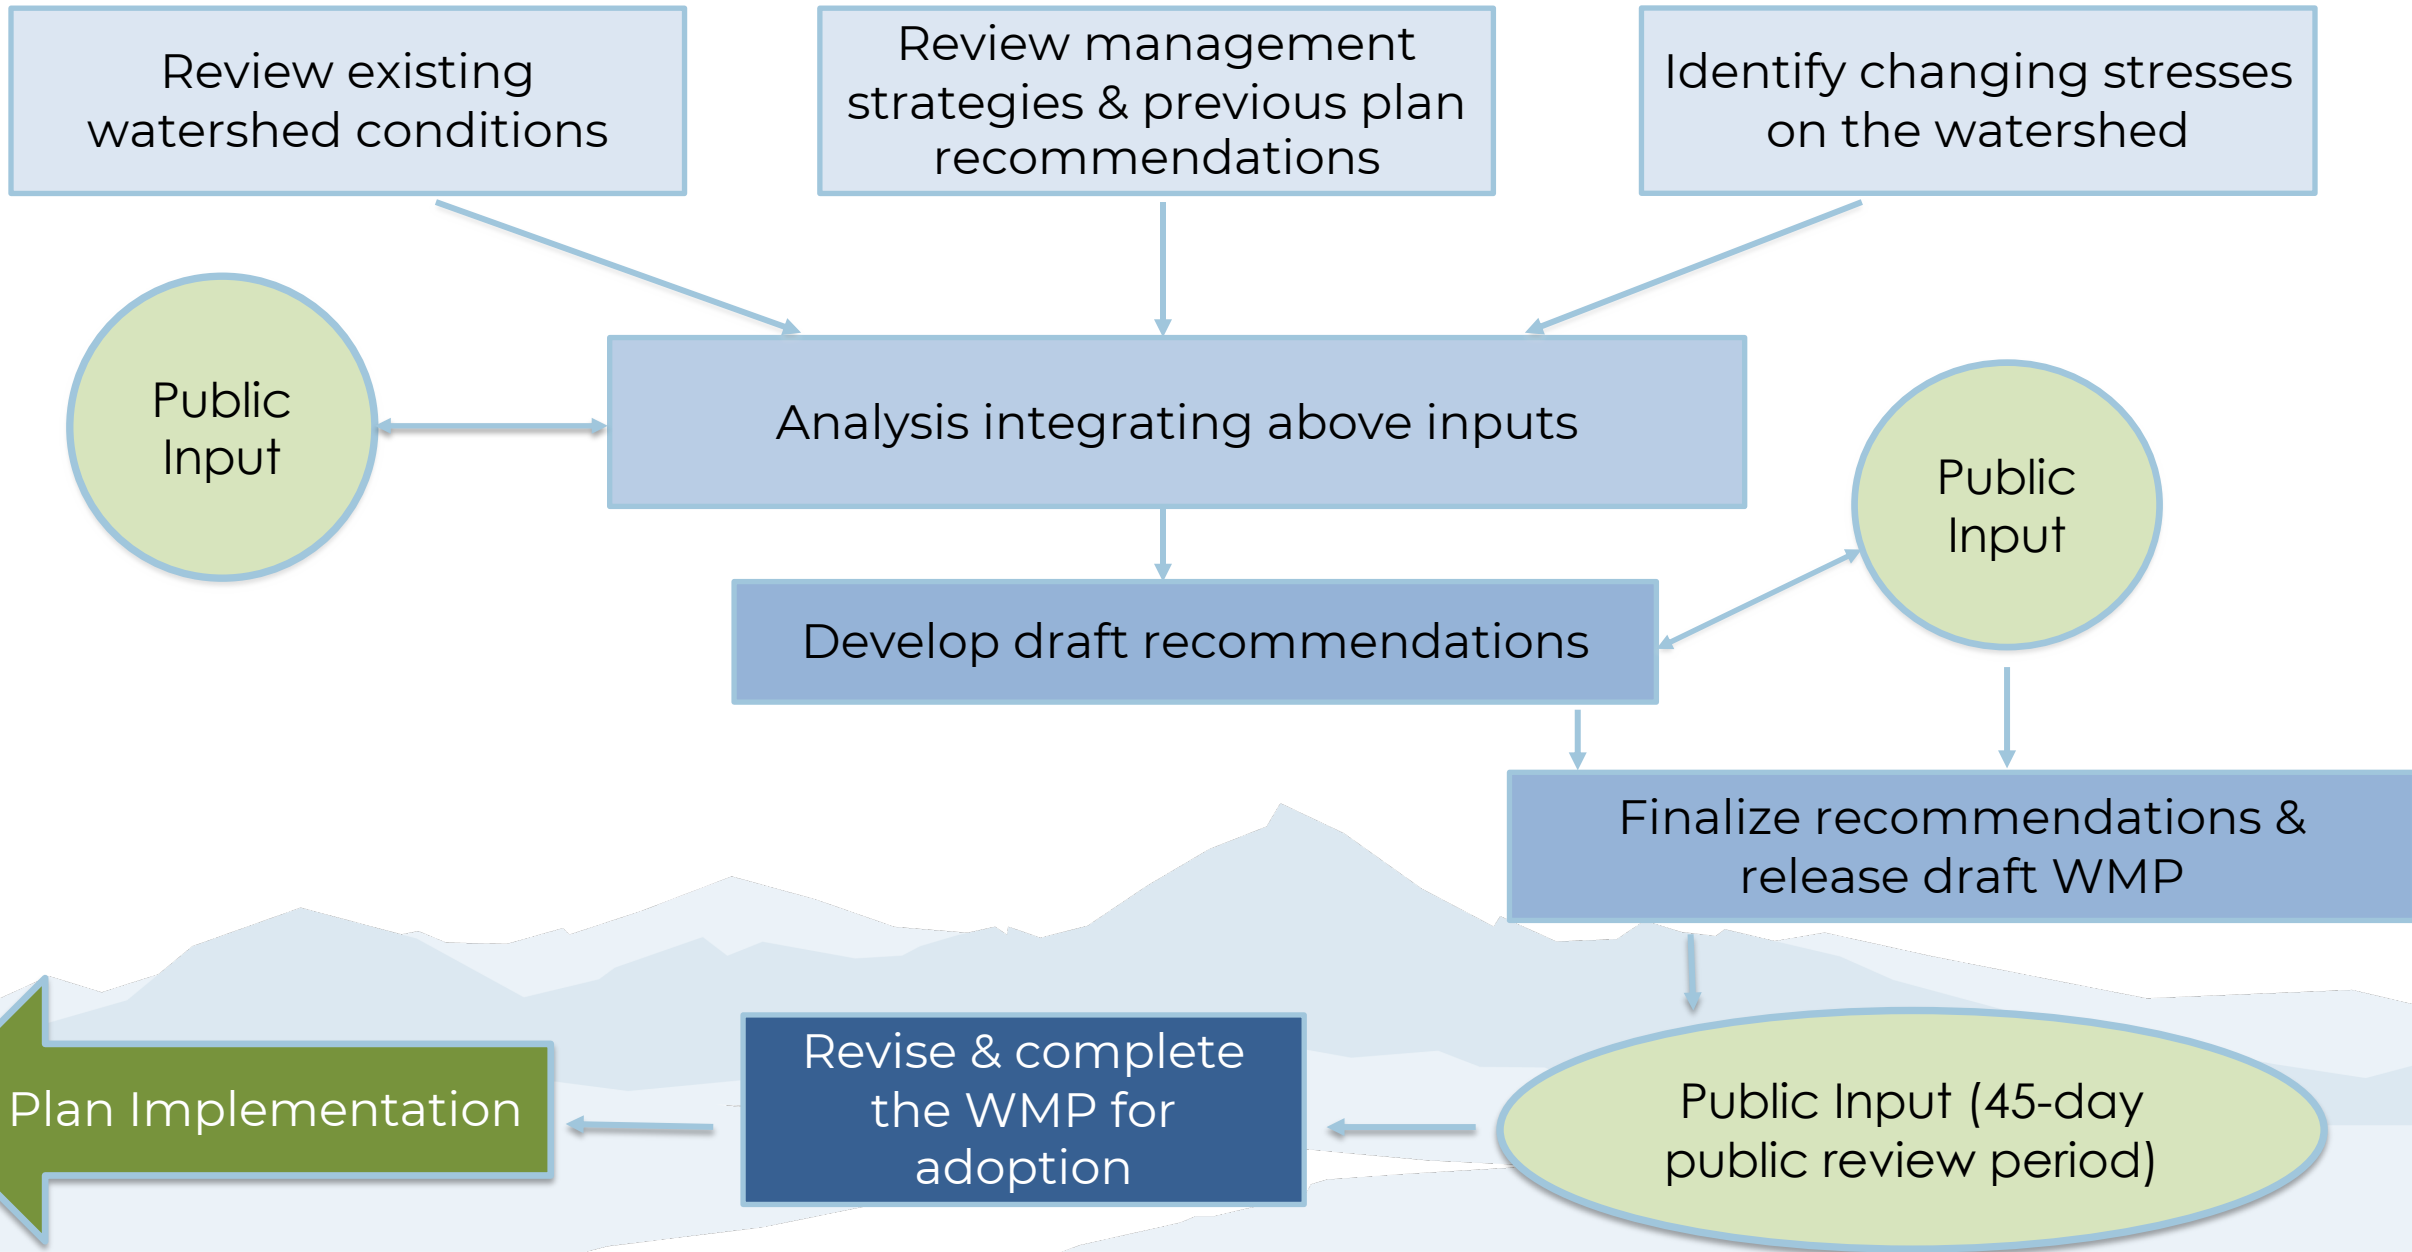 Review existing
watershed conditions
Review management
strategies & previous plan
recommendations
Identify changing stresses
on the watershed
Public
Input
Analysis integrating above inputs
Public
Input
Develop draft recommendations
Finalize recommendations &
release draft WMP
Plan Implementation
Revise & complete
the WMP for
adoption
Public Input (45-day
public review period)